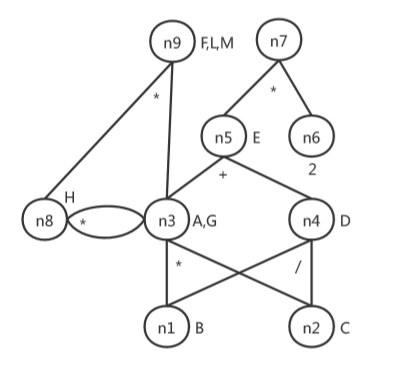 n9 F,L,M n7
* *
n5 E n6
+ 2
H
n8 * n3 A,G n4 D
* /
n1 B n2 C